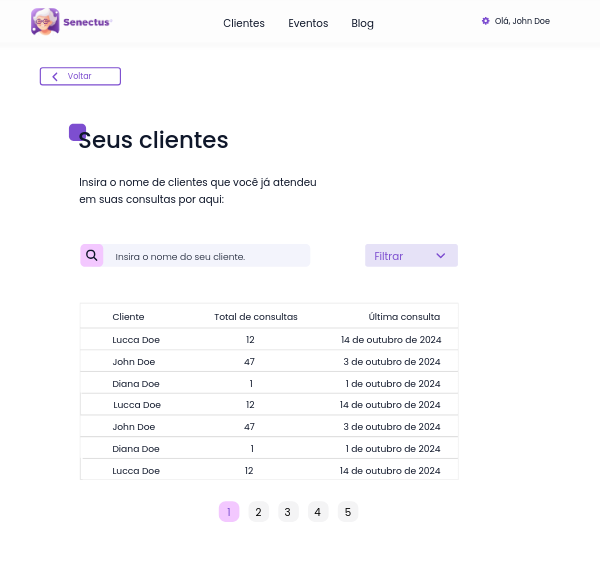 Senectus
Clientes Eventos Blog
Olá, John Doe
Voltar
Seus clientes
Insira o nome de clientes que você já atendeu
em suas consultas por aqui:
Insira o nome do seu cliente.
Filtrar
Cliente Total de consultas Última consulta
Lucca Doe 12 14 de outubro de 2024
John Doe 47 3 de outubro de 2024
Diana Doe 1 1 de outubro de 2024
Lucca Doe 12 14 de outubro de 2024
John Doe 47 3 de outubro de 2024
Diana Doe 1 1 de outubro de 2024
Lucca Doe 12 14 de outubro de 2024
1 2 3 4 5